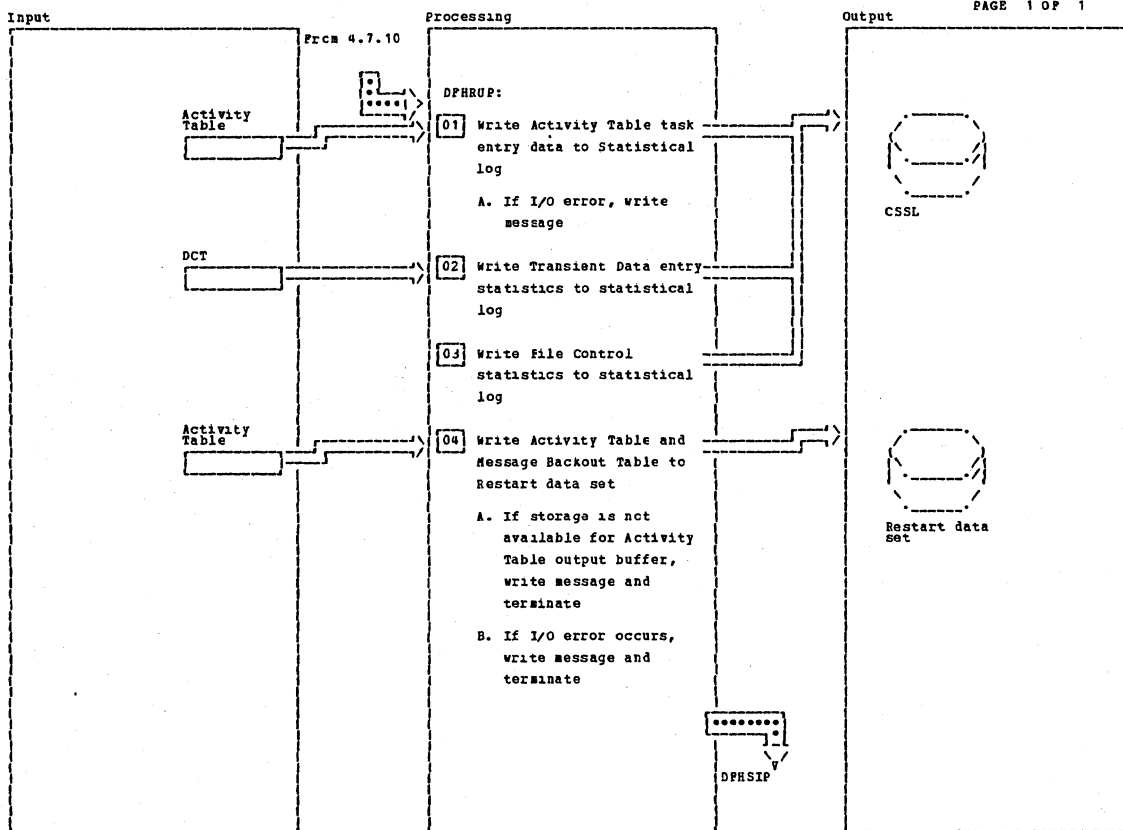 PAGE 1 OF 1
Input
Processing
Output
From 4.7.10
DFHRUP:
Activity
Table
01 Write Activity Table task
entry data to Statistical
log
A. If I/O error, write
message
CSSL
DCT
02 Write Transient Data entry
statistics to statistical
log
03 Write File Control
statistics to statistical
log
Activity
Table
04 Write Activity Table and
Message Backout Table to
Restart data set
A. If storage is not
available for Activity
Table output buffer,
write message and
terminate
B. If I/O error occurs,
write message and
terminate
Restart data
set
DFHSIP